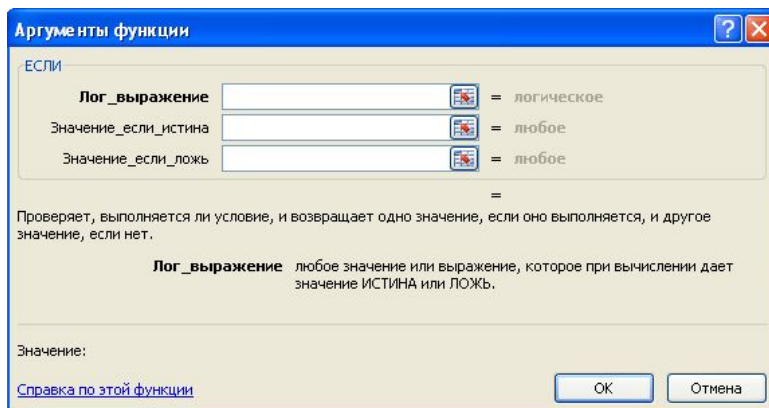 Аргументы функции
ЕСЛИ
Лог_выражение = логическое
Значение_если_истина = любое
Значение_если_ложь = любое
=
Проверяет, выполняется ли условие, и возвращает одно значение, если оно выполняется, и другое
значение, если нет.
Лог_выражение любое значение или выражение, которое при вычислении дает
значение ИСТИНА или ЛОЖЬ.
Значение:
Справка по этой функции ОК Отмена